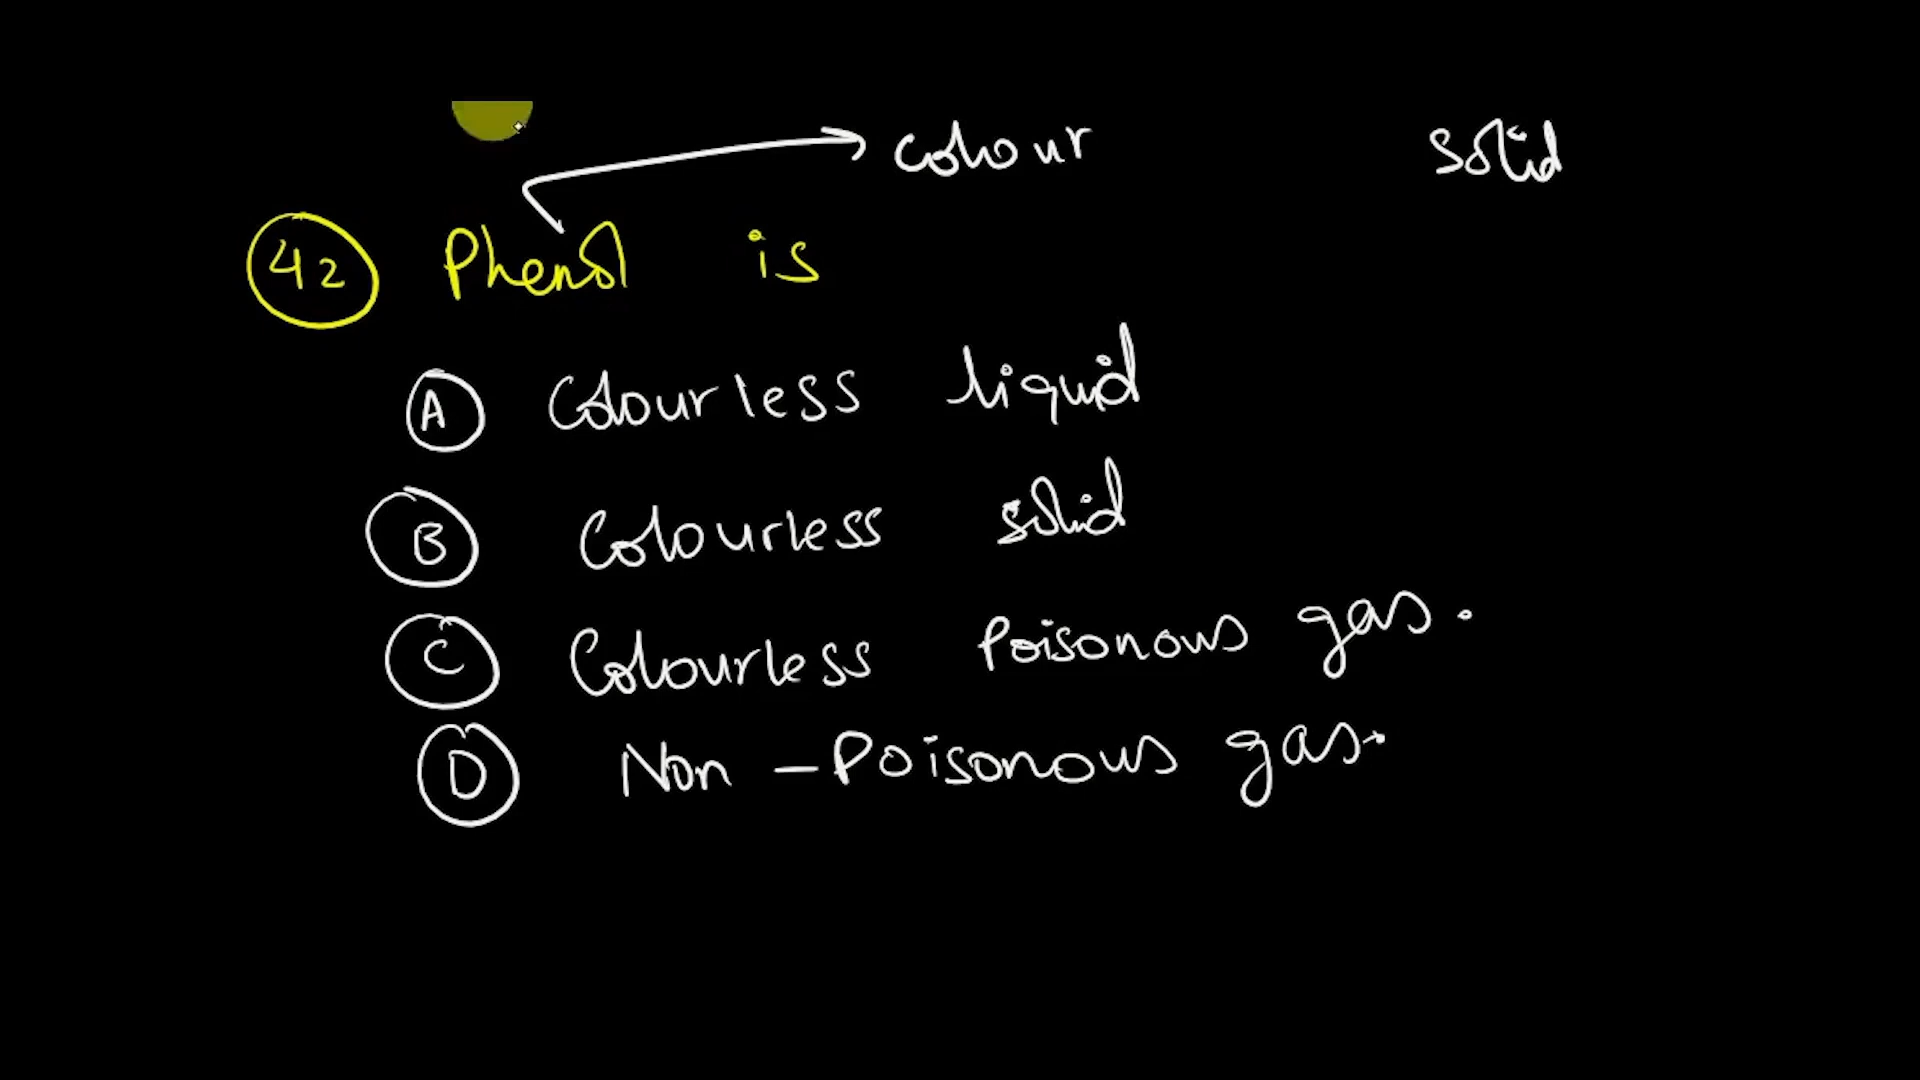 colour solid
42 Phenol is
A Colourless liquid
B Colourless solid
C Colourless Poisonous gas.
D Non-Poisonous gas.